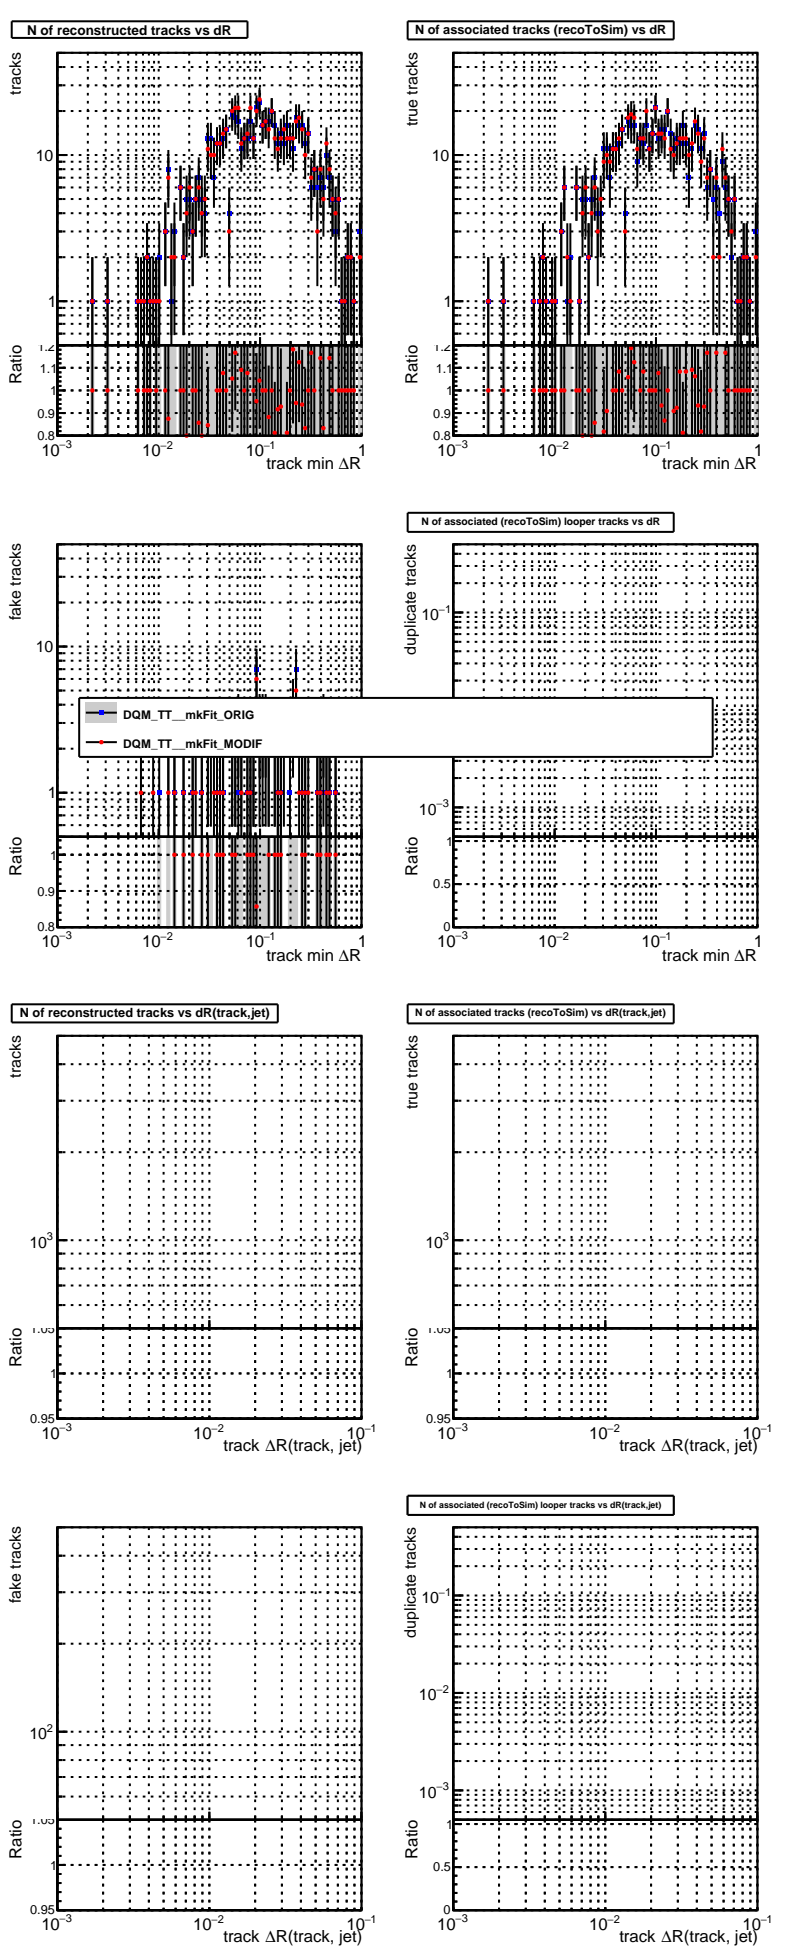 N of reconstructed tracks vs dR
N of associated tracks (recoToSim) vs dR
tracks
10
1
Ratio
1.2
1.1
1
0.9
0.8
10−3
10−2
10−1
1
track min ΔR
true tracks
10
1
Ratio
1.2
1.1
1
0.9
0.8
10−3
10−2
10−1
1
track min ΔR
N of associated (recoToSim) looper tracks vs dR
fake tracks
10
1
Ratio
1
0.9
0.8
10−3
10−2
10−1
1
track min ΔR
duplicate tracks
10−1
10−3
Ratio
1
0.5
0
10−3
10−2
10−1
1
track min ΔR
DQM_TT__mkFit_ORIG
DQM_TT__mkFit_MODIF
N of reconstructed tracks vs dR(track,jet)
N of associated tracks (recoToSim) vs dR(track,jet)
tracks
103
Ratio
1.05
1
0.95
10−3
10−2
10−1
track ΔR(track, jet)
true tracks
103
Ratio
1.05
1
0.95
10−3
10−2
10−1
track ΔR(track, jet)
N of associated (recoToSim) looper tracks vs dR(track,jet)
fake tracks
102
Ratio
1.05
1
0.95
10−3
10−2
10−1
track ΔR(track, jet)
duplicate tracks
10−1
10−2
10−3
Ratio
1
0.5
0
10−3
10−2
10−1
track ΔR(track, jet)